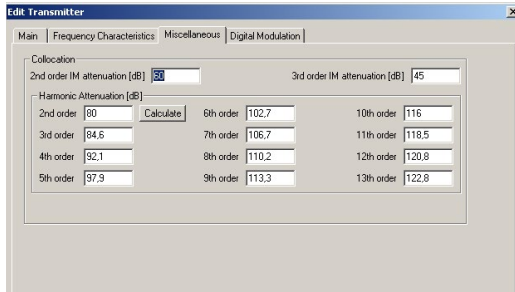 Edit Transmitter
Main Frequency Characteristics Miscellaneous Digital Modulation
Collocation
2nd order IM attenuation [dB] 60 3rd order IM attenuation [dB] 45
Harmonic Attenuation [dB]
2nd order 80 Calculate 6th order 102,7 10th order 116
3rd order 84,6 7th order 106,7 11th order 118,5
4th order 92,1 8th order 110,2 12th order 120,8
5th order 97,9 9th order 113,3 13th order 122,8